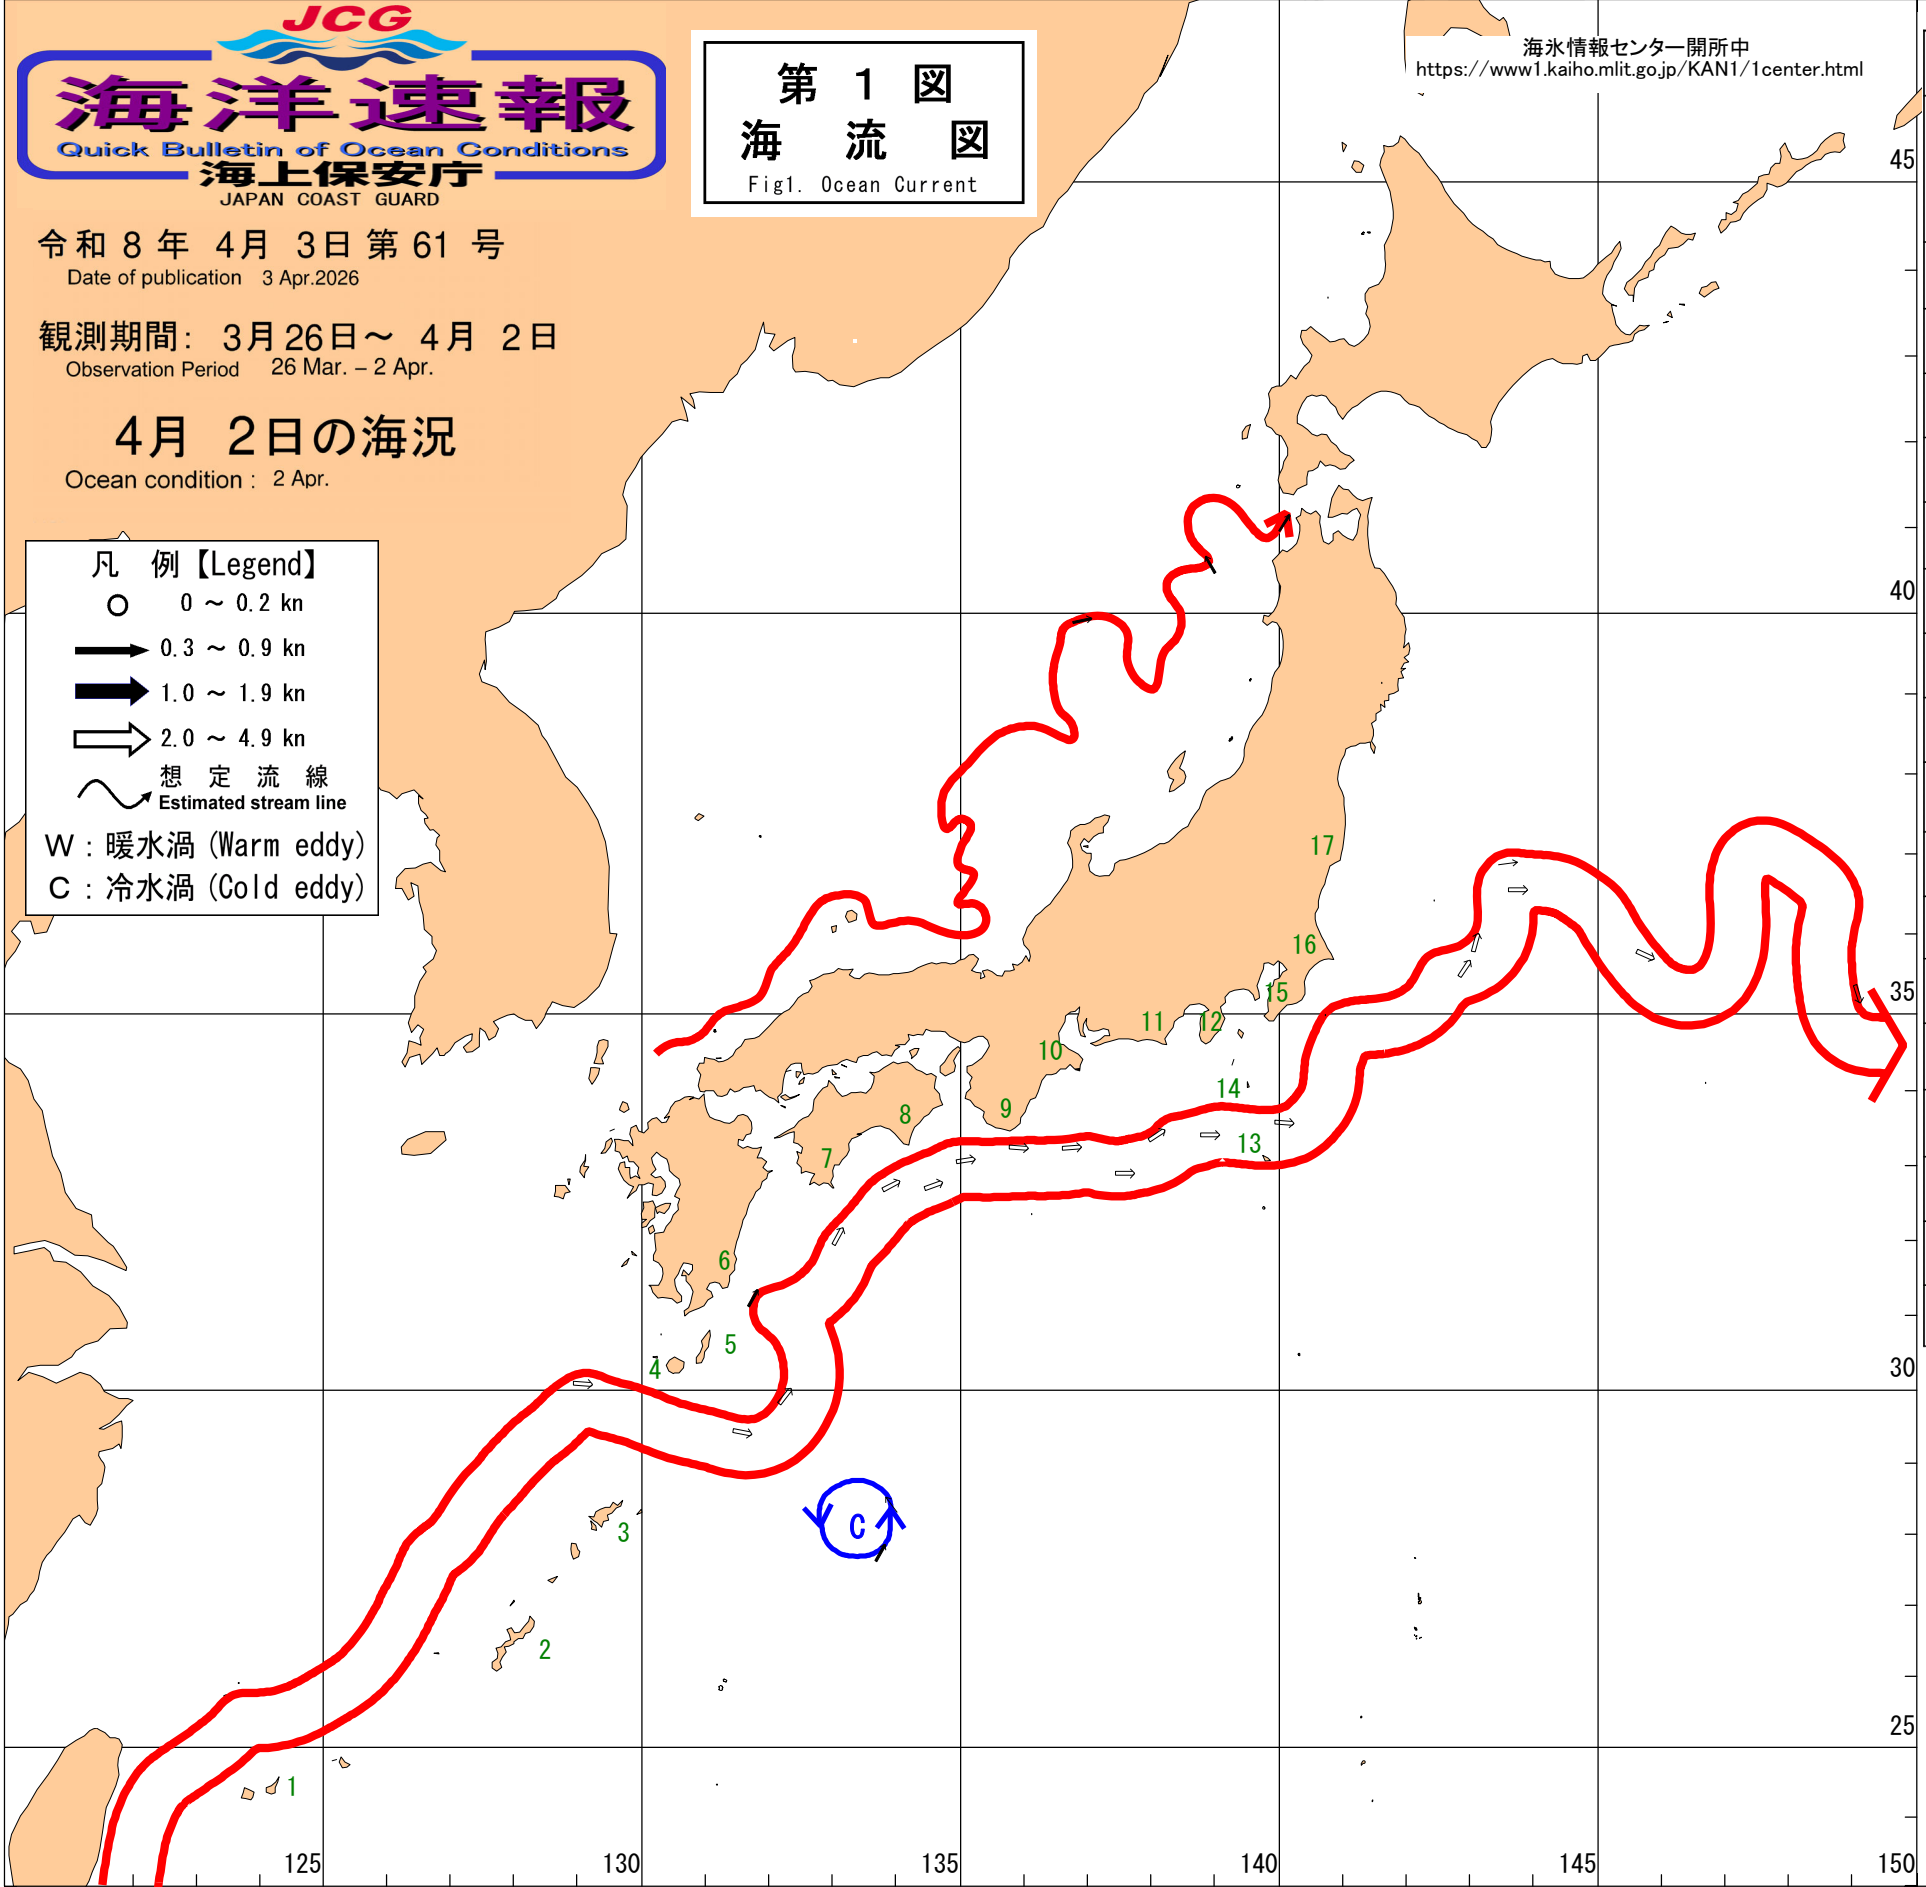 JCG
海洋速報
Quick Bulletin of Ocean Conditions
海上保安庁
JAPAN COAST GUARD
令和 8 年 4月 3日 第 61 号
Date of publication 3 Apr.2026
観測期間: 3月 26日～ 4月 2日
Observation Period 26 Mar. – 2 Apr.
4月 2日の海況
Ocean condition : 2 Apr.
第 1 図
海 流 図
Fig1. Ocean Current
海氷情報センター開所中
https://www1.kaiho.mlit.go.jp/KAN1/1center.html
凡 例【Legend】
0 ～ 0.2 kn
0.3 ～ 0.9 kn
1.0 ～ 1.9 kn
2.0 ～ 4.9 kn
想 定 流 線
Estimated stream line
W : 暖水渦 (Warm eddy)
C : 冷水渦 (Cold eddy)
45
40
17
16
35
15
12
11
10
14
9
8
13
7
6
5
4
30
C
3
2
25
1
125
130
135
140
145
150